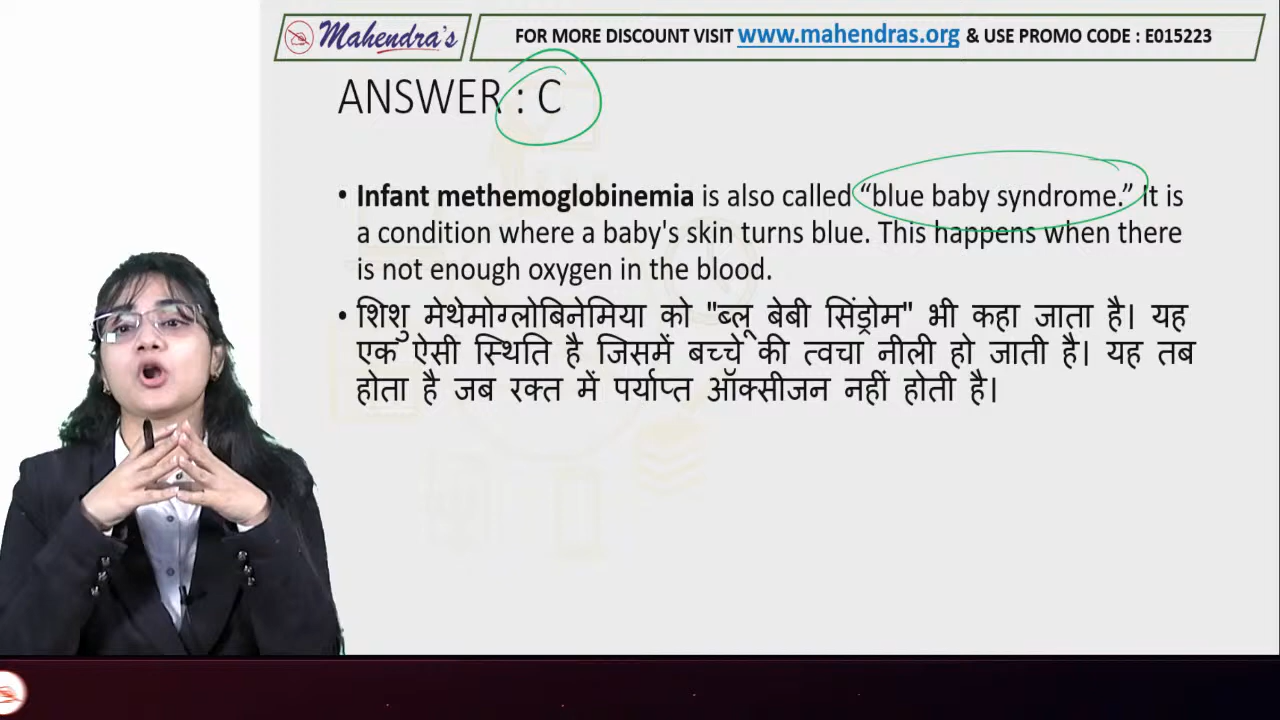 Mahendra's
FOR MORE DISCOUNT VISIT www.mahendras.org & USE PROMO CODE : E015223
ANSWER : C
• Infant methemoglobinemia is also called “blue baby syndrome.” It is
a condition where a baby's skin turns blue. This happens when there
is not enough oxygen in the blood.
• शिशु मेथेमोग्लोबिनेमिया को "ब्लू बेबी सिंड्रोम" भी कहा जाता है। यह
एक ऐसी स्थिति है जिसमें बच्चे की त्वचा नीली हो जाती है। यह तब
होता है जब रक्त में पर्याप्त ऑक्सीजन नहीं होती है।